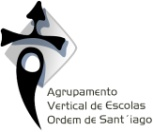 Agrupamento
Vertical de Escolas
Ordem de Sant´iago